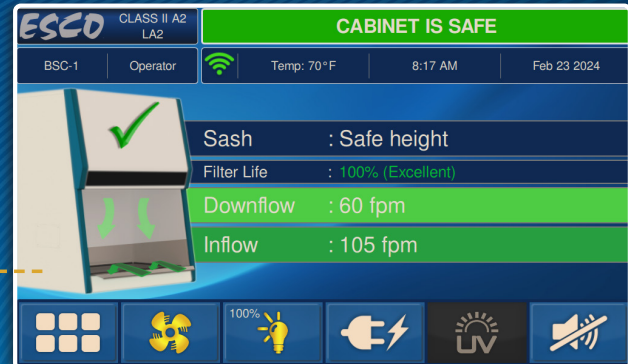 ESCO
CLASS II A2
LA2
CABINET IS SAFE
BSC-1
Operator
Temp: 70°F
8:17 AM
Feb 23 2024
Sash : Safe height
Filter Life : 100% (Excellent)
Downflow : 60 fpm
Inflow : 105 fpm
100%
UV